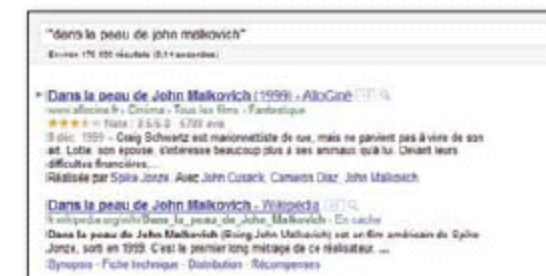 "dans la peau de john malkovich"
Environ résultats
Dans la peau de John Malkovich (1999) - AlloCiné
www.allocine.fr › Cinéma › Tous les films › Fantastique
Note :
8 déc. 1999 - Craig Schwartz est marionnettiste de rue, mais ne parvient pas à vivre de son
art. Lotte, son épouse, s'intéresse beaucoup plus à ses animaux qu'à lui. Devant leurs
difficultés financières,...
Réalisée par Spike Jonze. Avec John Cusack, Cameron Diaz, John Malkovich
Dans la peau de John Malkovich - Wikipédia
fr.wikipedia.org/wiki/Dans_la_peau_de_John_Malkovich - En cache
Dans la peau de John Malkovich (Being John Malkovich) est un film américain de Spike
Jonze, sorti en 1999. C'est le premier long métrage de ce réalisateur. ...
Synopsis - Fiche technique - Distribution - Récompenses